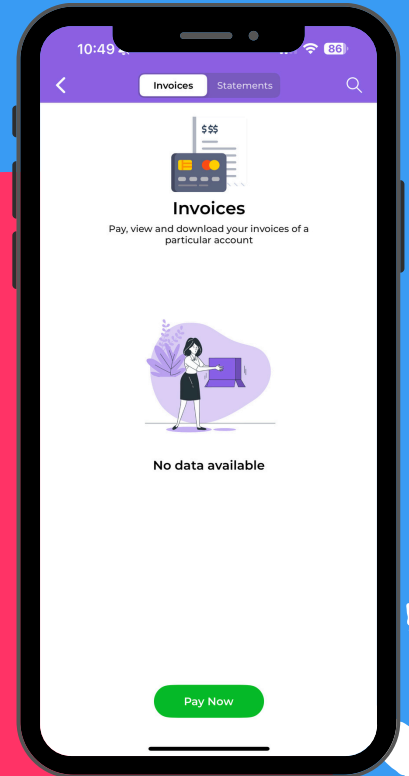 10:49
86
Invoices
Statements
$$$
Invoices
Pay, view and download your invoices of a
particular account
No data available
Pay Now